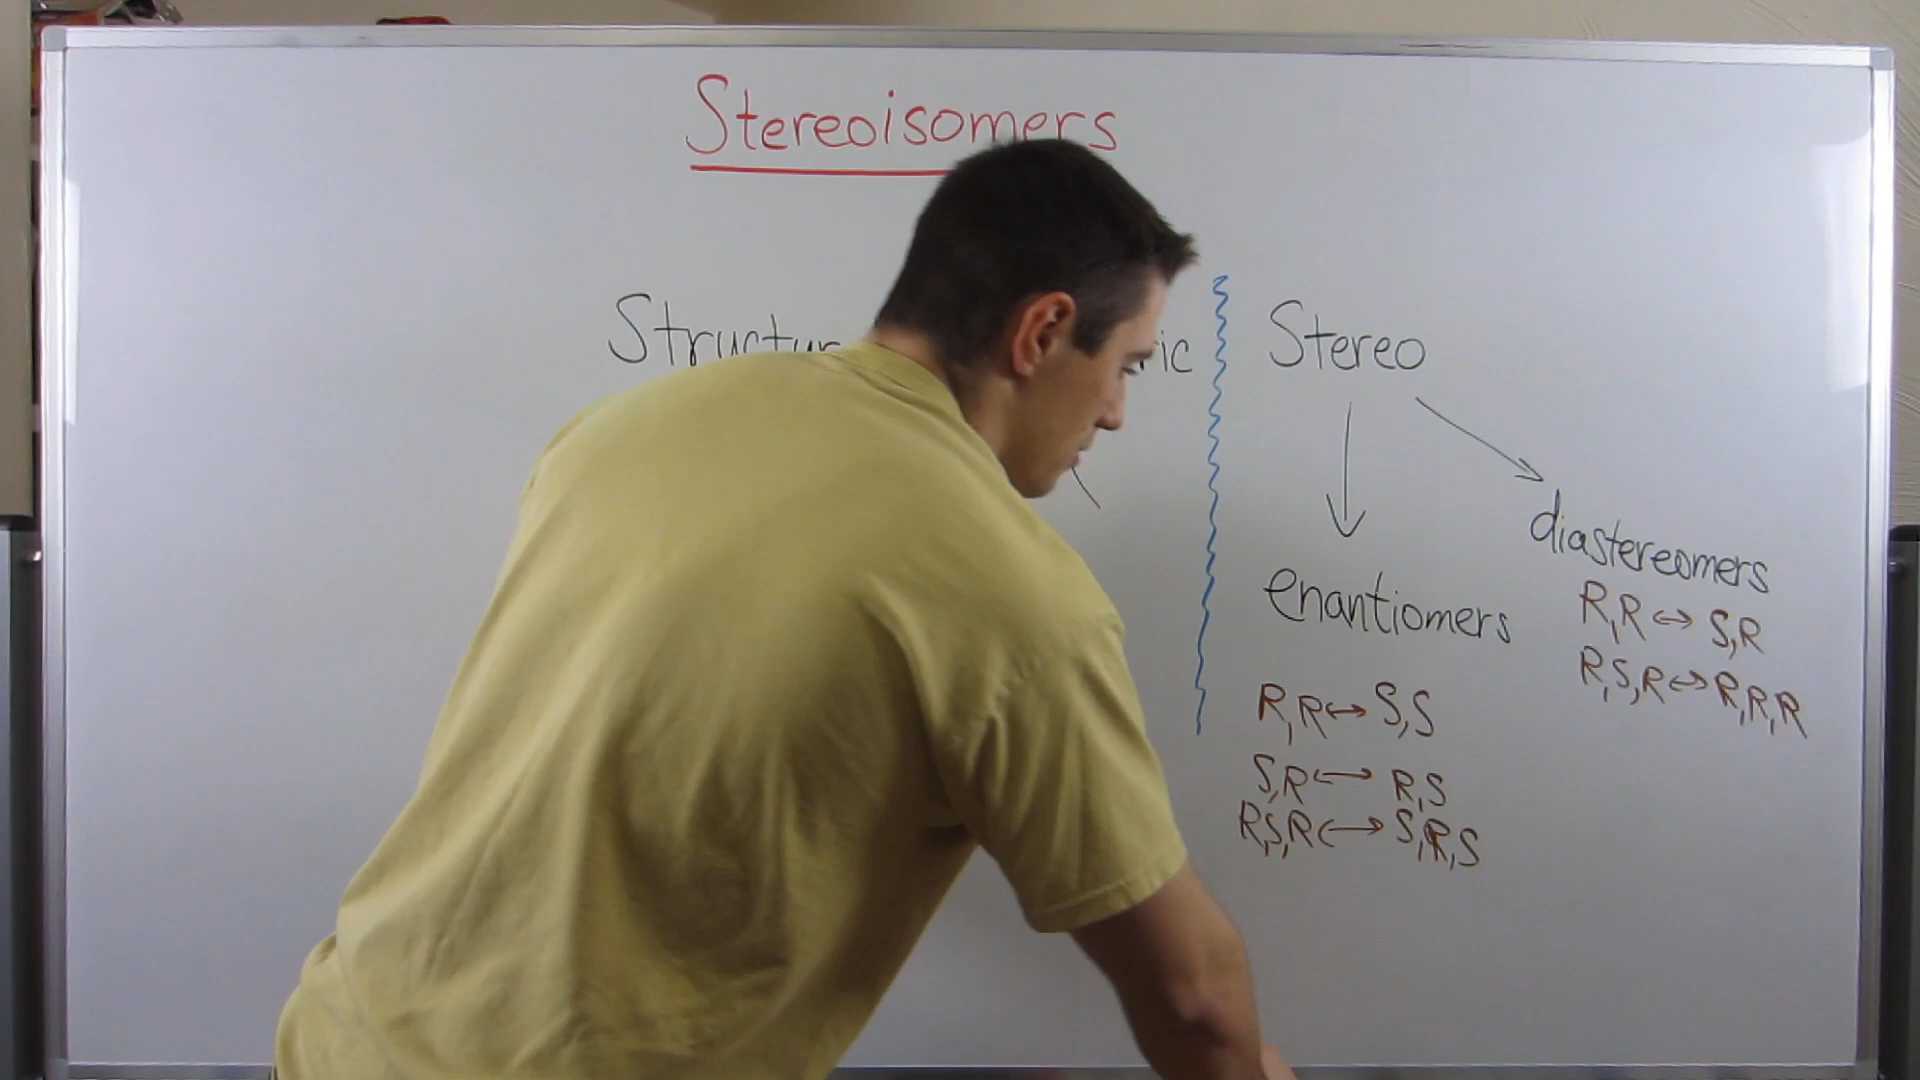 Stereoisomers
Stereo
diastereomers
R,R ↔ S,R
R,S,R ↔ R,R,R
enantiomers
R,R ↔ S,S
S,R ↔ R,S
R,S,R ↔ S,R,S